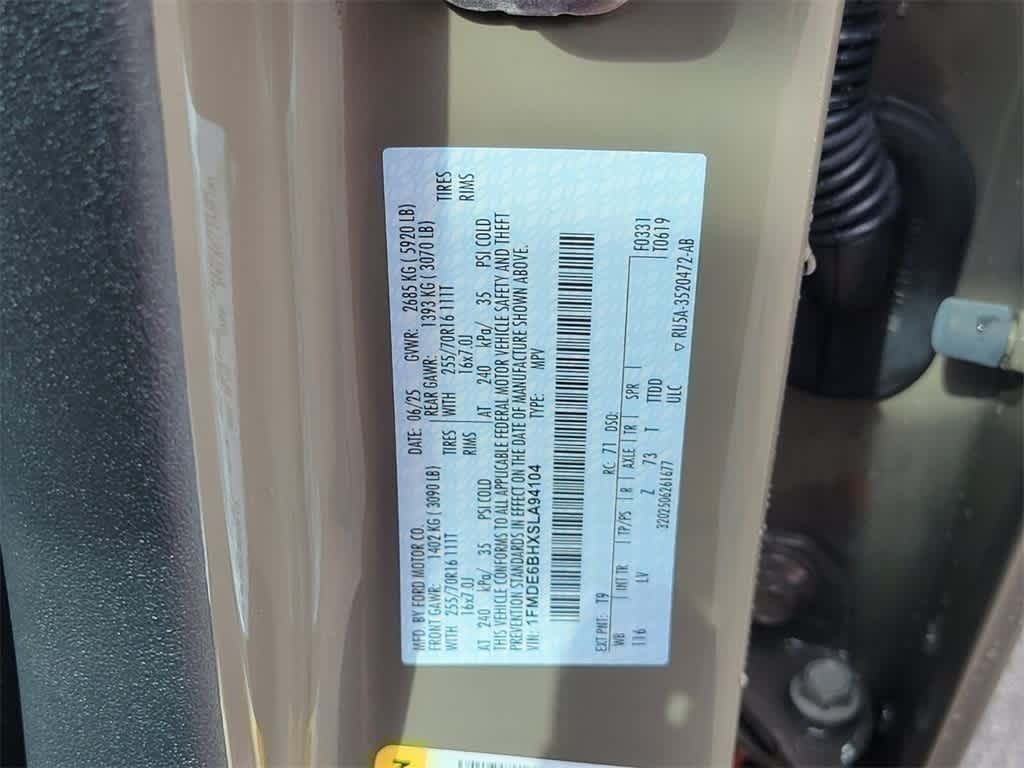 MFD. BY FORD MOTOR CO. DATE: 06/25 GVWR: 2685 KG ( 5920 LB)
FRONT GAWR: 1402 KG ( 3090 LB) REAR GAWR: 1393 KG ( 3070 LB)
WITH 255/70R16 111T TIRES WITH 255/70R16 111T TIRES
16x7.0J RIMS 16x7.0J RIMS
AT 240 kPa/ 35 PSI COLD AT 240 kPa/ 35 PSI COLD
THIS VEHICLE CONFORMS TO ALL APPLICABLE FEDERAL MOTOR VEHICLE SAFETY AND THEFT
PREVENTION STANDARDS IN EFFECT ON THE DATE OF MANUFACTURE SHOWN ABOVE.
VIN: 1FMDE6BHXSLA94104 TYPE: MPV
EXT PNT: T9 RC: 71 DSO: F0331
WB INT TR TP/PS R AXLE TR SPR T0619
116 LV Z 73 T TTDD
3202506261677 ULC ▽ RU5A-3520472-AB